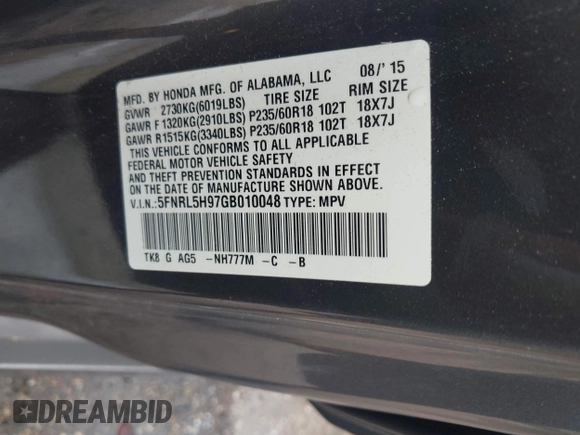 MFD. BY HONDA MFG. OF ALABAMA, LLC 08/' 15
GVWR 2730KG(6019LBS) TIRE SIZE RIM SIZE
GAWR F 1320KG(2910LBS) P235/60R18 102T 18X7J
GAWR R1515KG(3340LBS) P235/60R18 102T 18X7J
THIS VEHICLE CONFORMS TO ALL APPLICABLE
FEDERAL MOTOR VEHICLE SAFETY
AND THEFT PREVENTION STANDARDS IN EFFECT
ON THE DATE OF MANUFACTURE SHOWN ABOVE.
V.I.N.:5FNRL5H97GB010048 TYPE: MPV
TK8 G AG5 -NH777M -C -B
DREAMBID